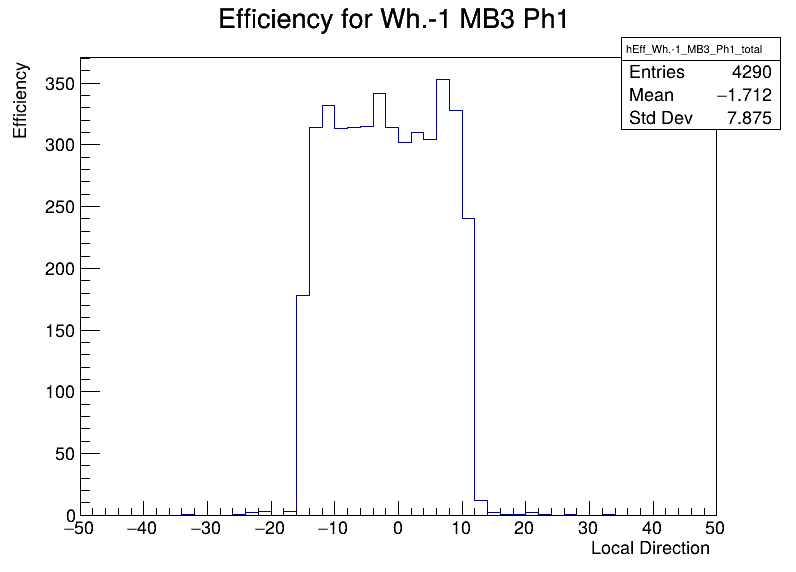 Efficiency for Wh.-1 MB3 Ph1
hEff_Wh.-1_MB3_Ph1_total
Entries 4290
Mean −1.712
Std Dev 7.875
Efficiency
350
300
250
200
150
100
50
0
−50 −40 −30 −20 −10 0 10 20 30 40 50
Local Direction